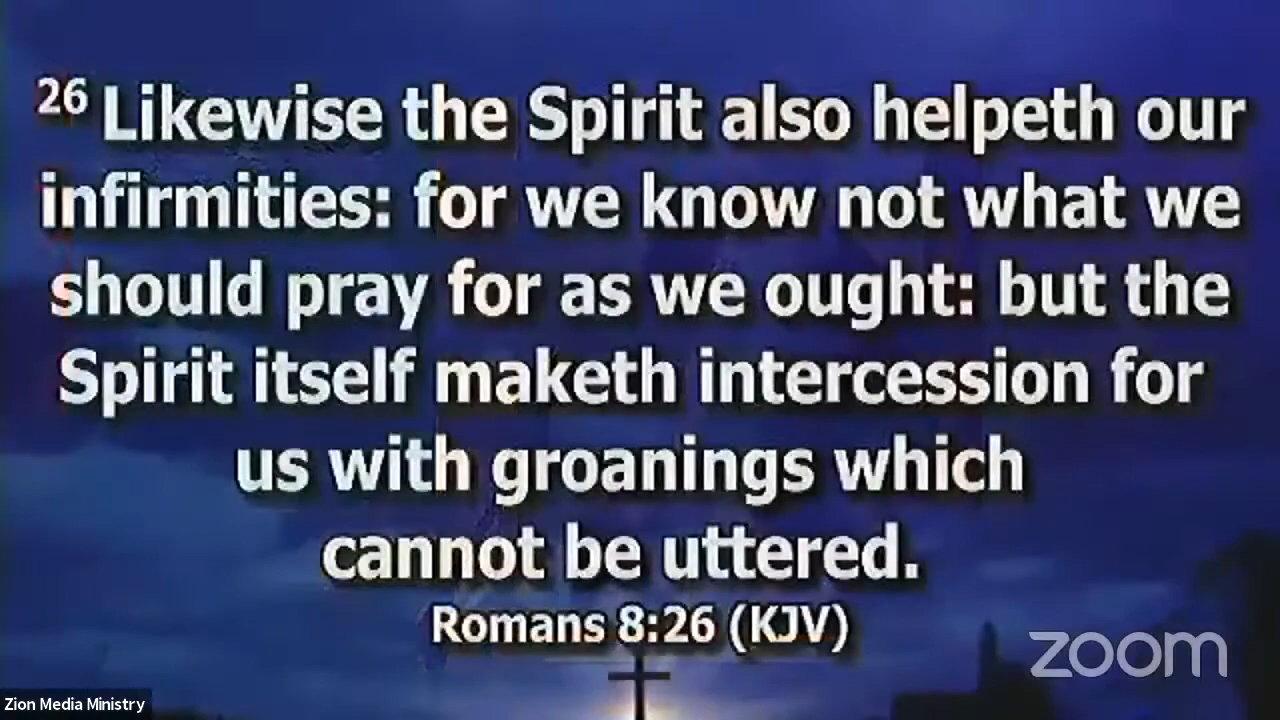 26 Likewise the Spirit also helpeth our
infirmities: for we know not what we
should pray for as we ought: but the
Spirit itself maketh intercession for
us with groanings which
cannot be uttered.
Romans 8:26 (KJV)
zoom
Zion Media Ministry